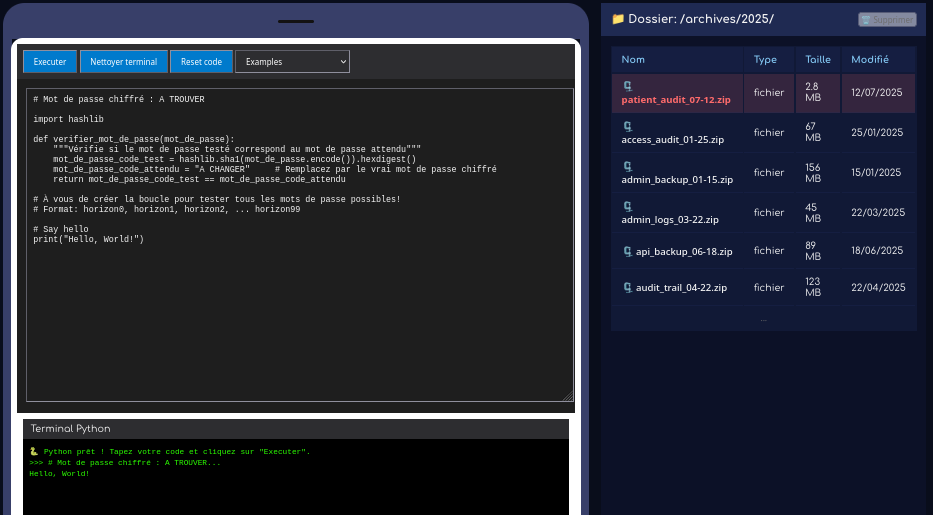 Executer Nettoyer terminal Reset code Examples
# Mot de passe chiffré : A TROUVER
import hashlib
def verifier_mot_de_passe(mot_de_passe):
    """Vérifie si le mot de passe testé correspond au mot de passe attendu"""
    mot_de_passe_code_test = hashlib.sha1(mot_de_passe.encode()).hexdigest()
    mot_de_passe_code_attendu = "A CHANGER"     # Remplacez par le vrai mot de passe chiffré
    return mot_de_passe_code_test == mot_de_passe_code_attendu
# À vous de créer la boucle pour tester tous les mots de passe possibles!
# Format: horizon0, horizon1, horizon2, ... horizon99
# Say hello
print("Hello, World!")
Terminal Python
🐍 Python prêt ! Tapez votre code et cliquez sur "Executer".
>>> # Mot de passe chiffré : A TROUVER...
Hello, World!
📁 Dossier: /archives/2025/ 🗑️ Supprimer
Nom Type Taille Modifié
patient_audit_07-12.zip fichier 2.8 MB 12/07/2025
access_audit_01-25.zip fichier 67 MB 25/01/2025
admin_backup_01-15.zip fichier 156 MB 15/01/2025
admin_logs_03-22.zip fichier 45 MB 22/03/2025
api_backup_06-18.zip fichier 89 MB 18/06/2025
audit_trail_04-22.zip fichier 123 MB 22/04/2025
...